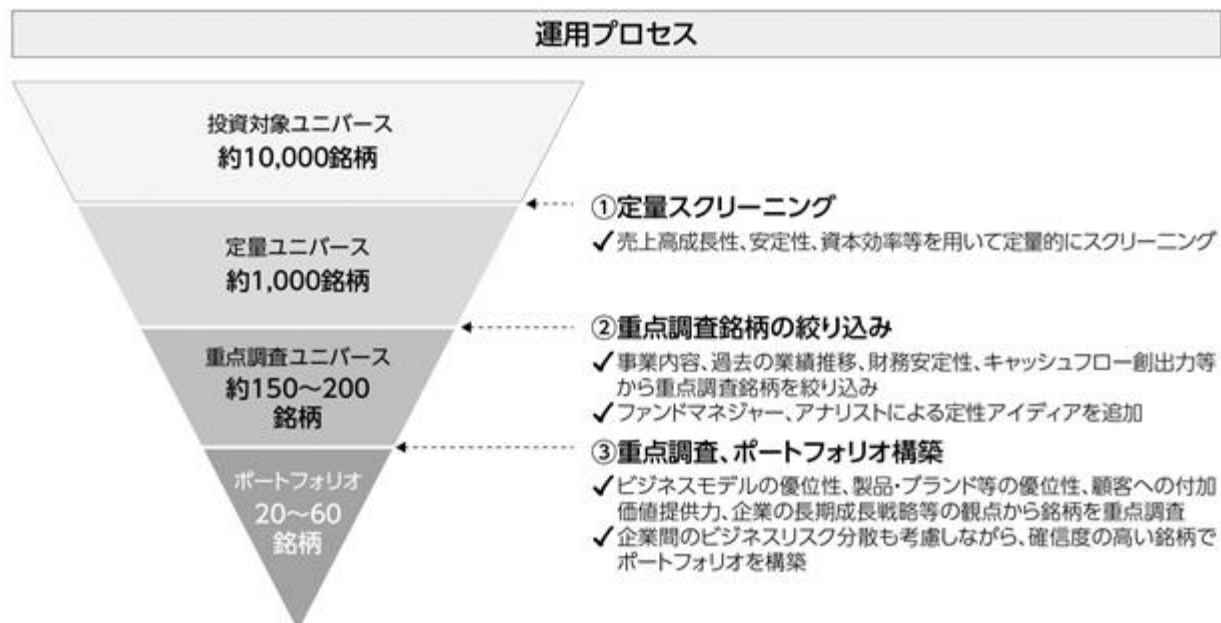 運用プロセス
投資対象ユニバース
約10,000銘柄
定量ユニバース
約1,000銘柄
重点調査ユニバース
約150〜200
銘柄
ポートフォリオ
20〜60
銘柄
①定量スクリーニング
✓売上高成長性、安定性、資本効率等を用いて定量的にスクリーニング
②重点調査銘柄の絞り込み
✓事業内容、過去の業績推移、財務安定性、キャッシュフロー創出力等
から重点調査銘柄を絞り込み
✓ファンドマネジャー、アナリストによる定性アイディアを追加
③重点調査、ポートフォリオ構築
✓ビジネスモデルの優位性、製品・ブランド等の優位性、顧客への付加
価値提供力、企業の長期成長戦略等の観点から銘柄を重点調査
✓企業間のビジネスリスク分散も考慮しながら、確信度の高い銘柄で
ポートフォリオを構築